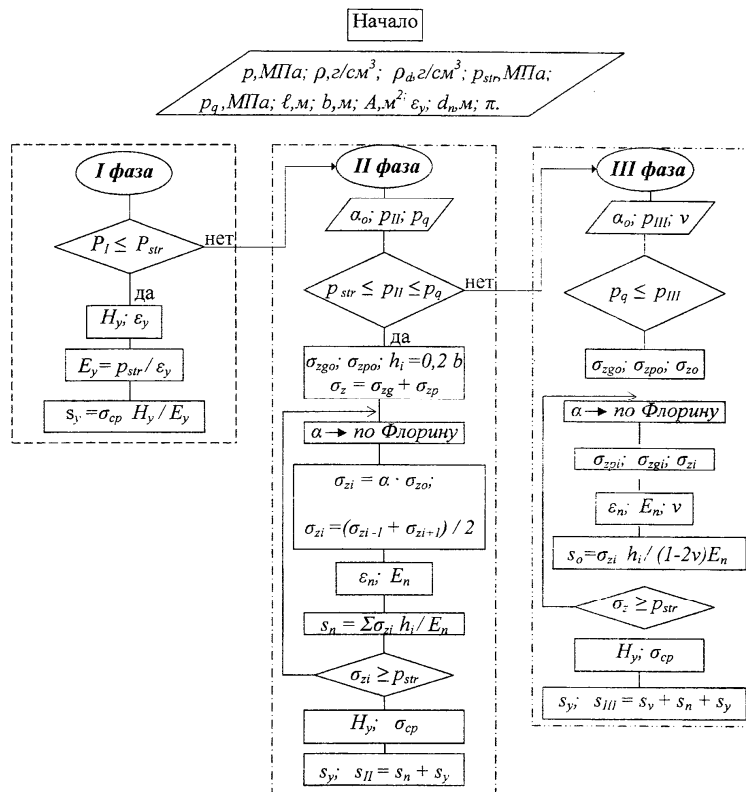 Начало
p,МПа; ρ,г/см³; ρd,г/см³; pstr,МПа;
pq,МПа; ℓ,м; b,м; A,м²; εy; dn,м; π.
I фаза
PI ≤ Pstr
нет
да
Hy; εy
Ey= pstr / εy
sy =σcp Hy / Ey
II фаза
αo; pII; pq
pstr ≤ pII ≤ pq
нет
да
σzgo; σzpo; hi=0,2 b
σz = σzg + σzp
α→ по Флорину
σzi = α · σzo;
σzi =(σzi-1 + σzi+1) / 2
εn; En
sn = Σσzi hi / En
σzi ≥ pstr
Hy; σcp
sy; sII = sn + sy
III фаза
αo; pIII; ν
pq ≤ pIII
σzgo; σzpo; σzo
α→ по Флорину
σzpi; σzgi; σzi
εn; En; ν
so=σzi hi / (1-2ν)En
σz ≥ pstr
Hy; σcp
sy; sIII = sν + sn + sy